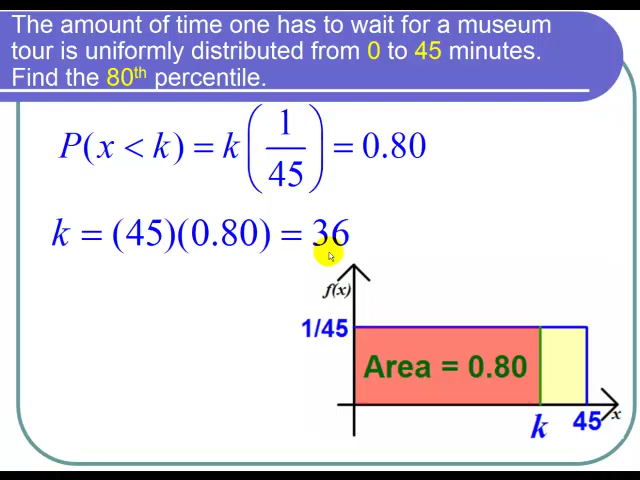 The amount of time one has to wait for a museum
tour is uniformly distributed from 0 to 45 minutes.
Find the 80th percentile.
P(x < k) = k(1/45) = 0.80
k = (45)(0.80) = 36
f(x)
1/45
Area = 0.80
k 45 x